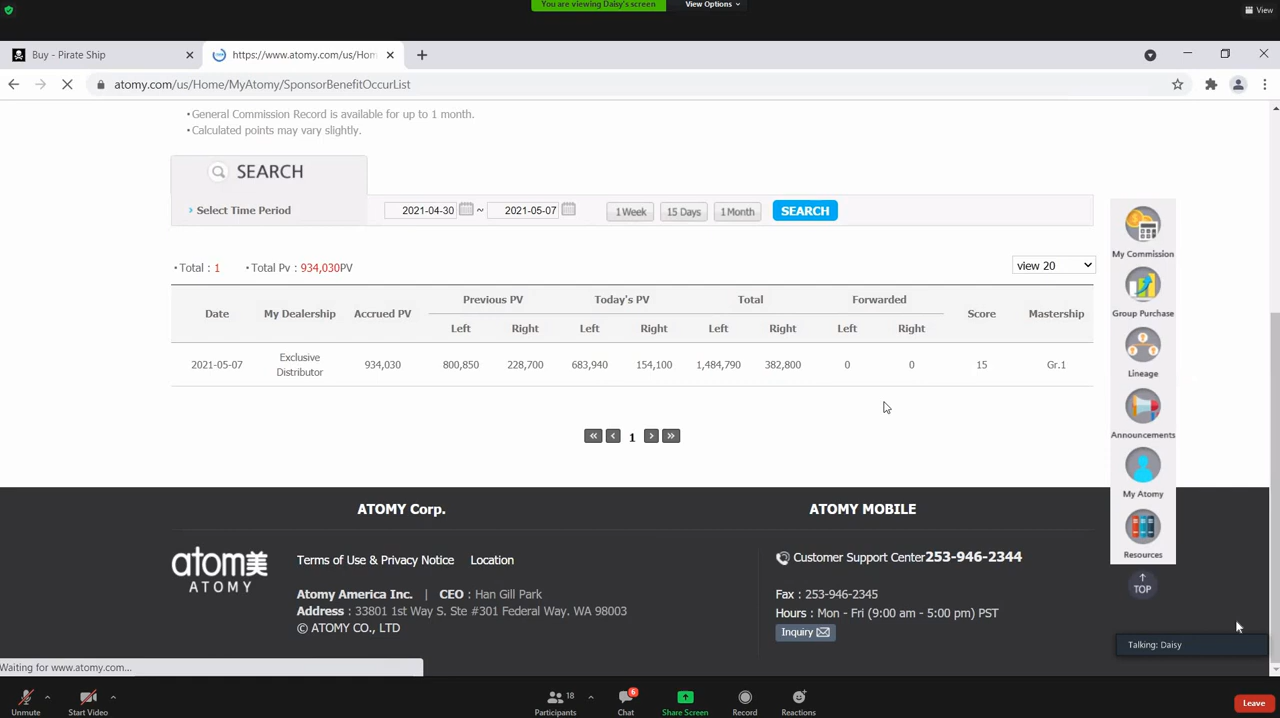 You are viewing Daisy's screen
View Options
View
Buy - Pirate Ship
https://www.atomy.com/us/Hom
atomy.com/us/Home/MyAtomy/SponsorBenefitOccurList
•General Commission Record is available for up to 1 month.
•Calculated points may vary slightly.
SEARCH
› Select Time Period
2021-04-30 ~ 2021-05-07
1 Week 15 Days 1 Month SEARCH
• Total : 1 • Total Pv : 934,030PV
view 20
Date My Dealership Accrued PV Previous PV Today's PV Total Forwarded Score Mastership
Left Right Left Right Left Right Left Right
2021-05-07 Exclusive Distributor 934,030 800,850 228,700 683,940 154,100 1,484,790 382,800 0 0 15 Gr.1
« ‹ 1 › »
My Commission
Group Purchase
Lineage
Announcements
My Atomy
Resources
TOP
ATOMY Corp.
atom美
ATOMY
Terms of Use & Privacy Notice Location
Atomy America Inc. | CEO : Han Gill Park
Address : 33801 1st Way S. Ste #301 Federal Way. WA 98003
© ATOMY CO., LTD
ATOMY MOBILE
Customer Support Center253-946-2344
Fax : 253-946-2345
Hours : Mon - Fri (9:00 am - 5:00 pm) PST
Inquiry
Talking: Daisy
Waiting for www.atomy.com...
Unmute
Start Video
18
Participants
6
Chat
Share Screen
Record
Reactions
Leave